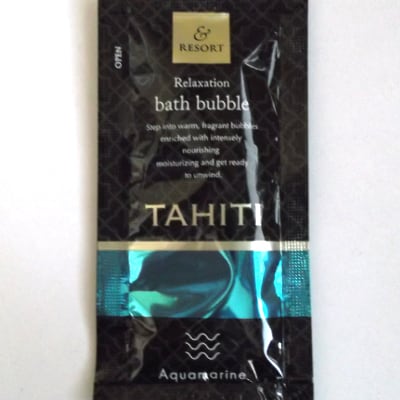 &
RESORT
OPEN
Relaxation
bath bubble
Step into warm, fragrant bubbles
enriched with intensely
nourishing
moisturizing and get ready
to unwind.
TAHITI
Aquamarine